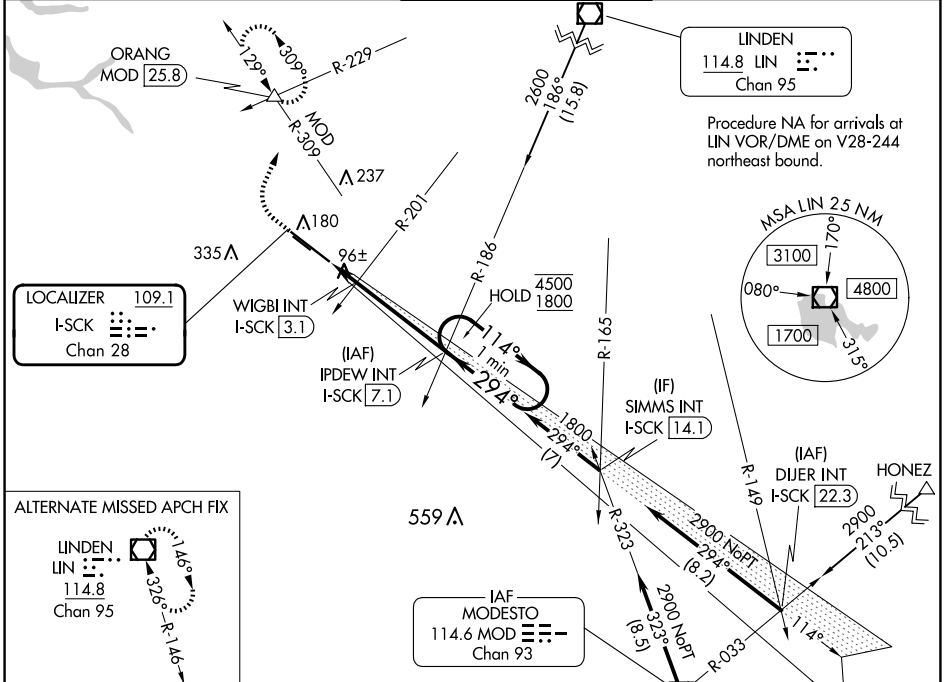 ORANG
MOD 25.8
129°
309°
R-229
MOD
R-309
237
180
335
96±
R-201
2600
186°
(15.8)
R-186
LINDEN
114.8 LIN
Chan 95
Procedure NA for arrivals at
LIN VOR/DME on V28-244
northeast bound.
MSA LIN 25 NM
3100
170°
080°
4800
1700
315°
LOCALIZER 109.1
I-SCK
Chan 28
WIGBI INT
I-SCK 3.1
HOLD 4500
1800
114°
1 min
294°
(IAF)
IPDEW INT
I-SCK 7.1
R-165
(IF)
SIMMS INT
I-SCK 14.1
1800
294°
(7)
R-149
(IAF)
DIJER INT
I-SCK 22.3
HONEZ
2900
213°
(10.5)
ALTERNATE MISSED APCH FIX
LINDEN
LIN
114.8
Chan 95
146°
326°
R-146
559
R-323
2900 NoPT
294°
(8.2)
2900 NoPT
323°
(8.5)
R-033
114°
IAF
MODESTO
114.6 MOD
Chan 93